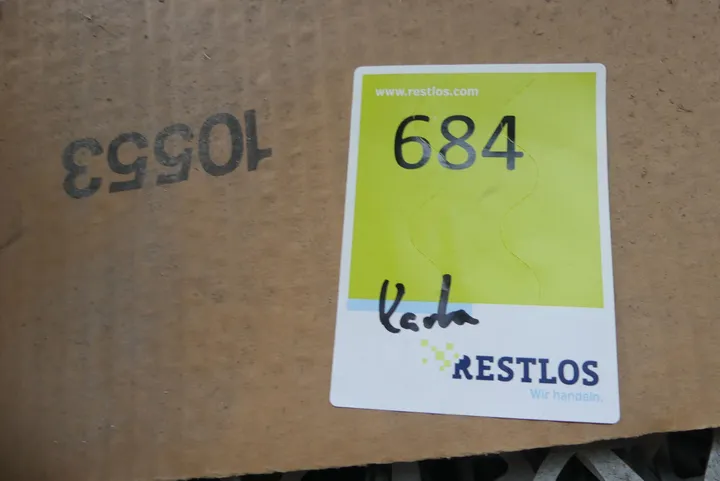 10553
www.restlos.com
684
RESTLOS
Wir handeln.